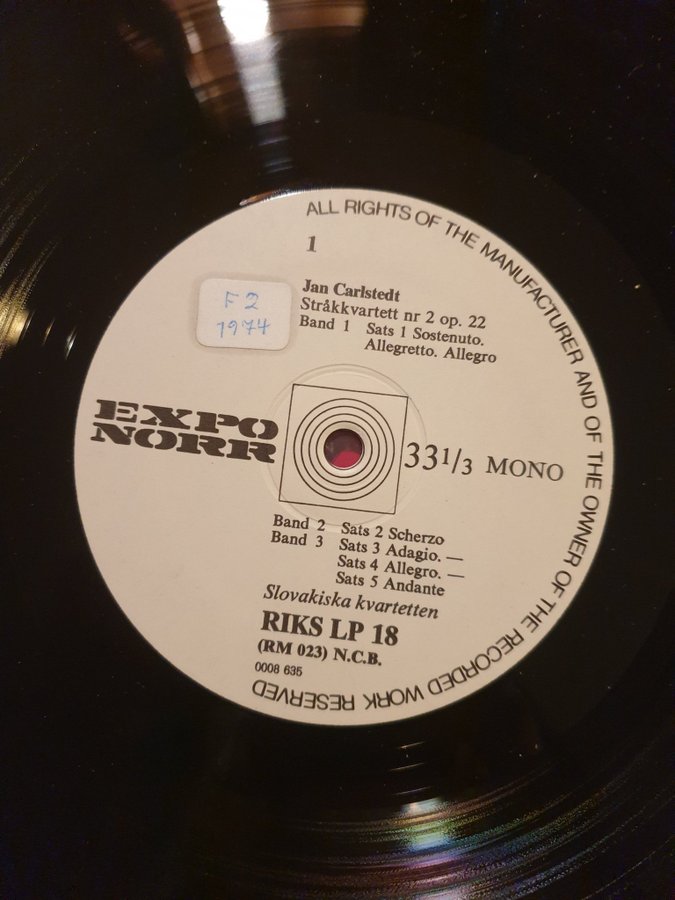 ALL RIGHTS OF THE MANUFACTURER AND OF THE OWNER OF THE RECORDED WORK RESERVED
1
Jan Carlstedt
Stråkkvartett nr 2 op. 22
Band 1 Sats 1 Sostenuto.
Allegretto. Allegro
F 2
1974
EXPO
NORR
33 1/3 MONO
Band 2 Sats 2 Scherzo
Band 3 Sats 3 Adagio. —
Sats 4 Allegro. —
Sats 5 Andante
Slovakiska kvartetten
RIKS LP 18
(RM 023) N.C.B.
0008 635